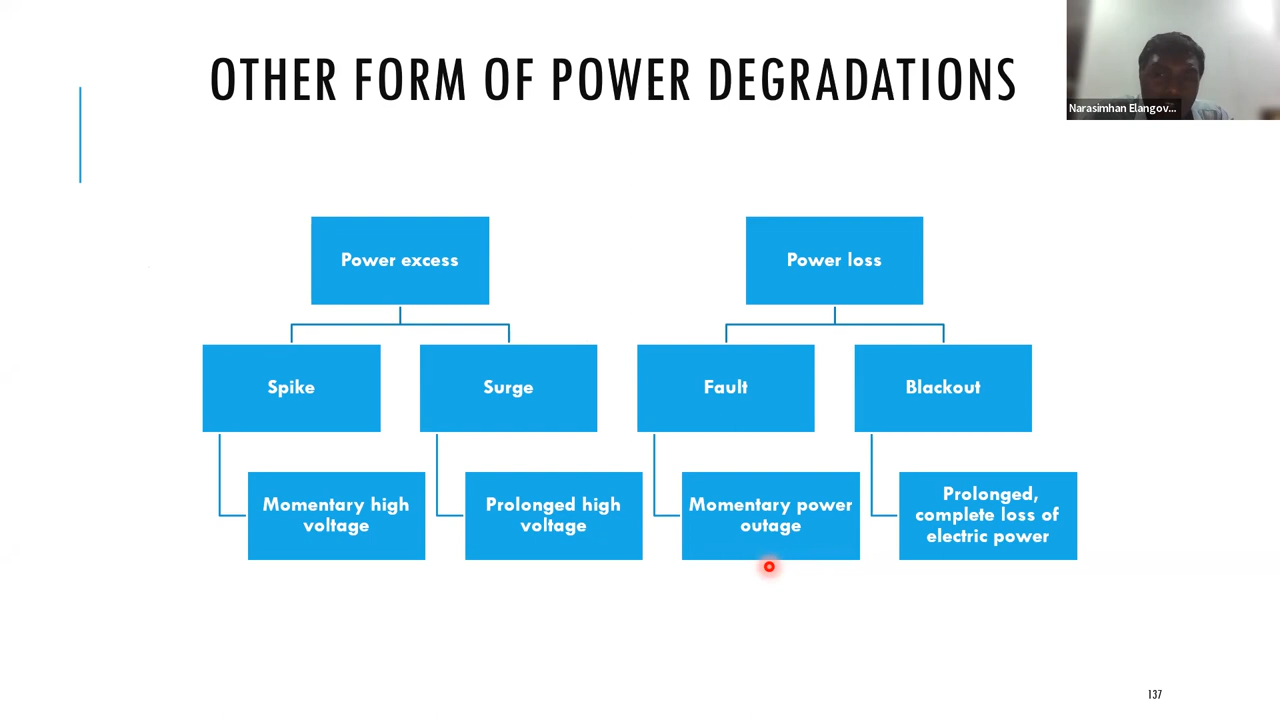 OTHER FORM OF POWER DEGRADATIONS
Narasimhan Elangov...
Power excess
Power loss
Spike
Surge
Fault
Blackout
Momentary high
voltage
Prolonged high
voltage
Momentary power
outage
Prolonged,
complete loss of
electric power
137